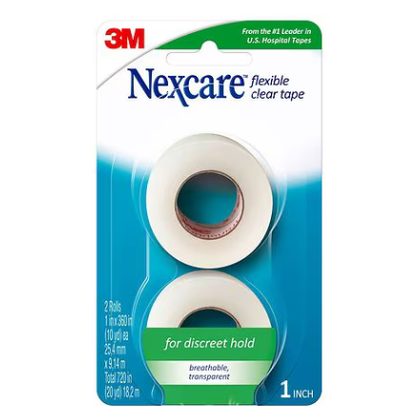 3M
From the #1 Leader in
U.S. Hospital Tapes
Nexcare™ flexible
clear tape
2 Rolls
1 in x 360 in
(10 yd) ea
25,4 mm
x 9,14 m
Total 720 in
(20 yd) 18,2 m
for discreet hold
breathable,
transparent
1 INCH